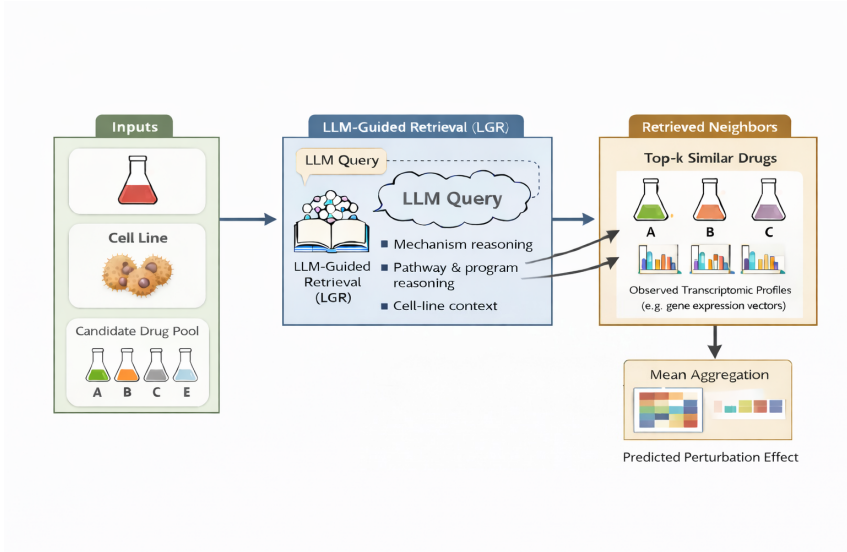 Inputs
Cell Line
Candidate Drug Pool
A B C E
LLM-Guided Retrieval (LGR)
LLM Query
LLM Query
LLM-Guided
Retrieval
(LGR)
Mechanism reasoning
Pathway & program
reasoning
Cell-line context
Retrieved Neighbors
Top-k Similar Drugs
A B C
Observed Transcriptomic Profiles
(e.g. gene expression vectors)
Mean Aggregation
Predicted Perturbation Effect